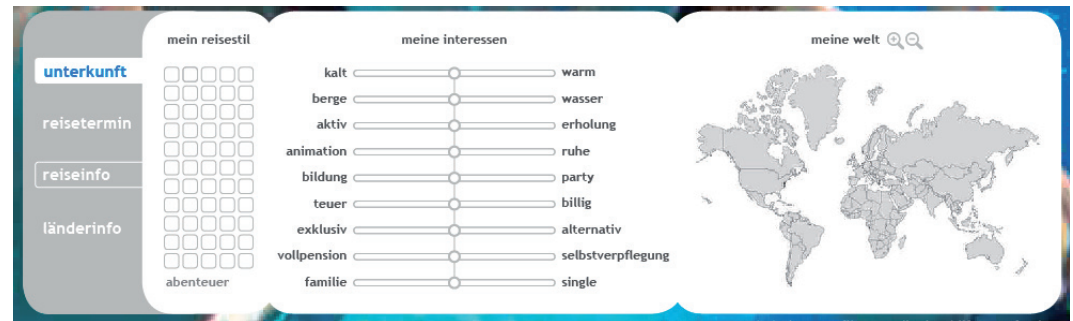 mein reisestil
meine interessen
meine welt
unterkunft
reisetermin
reiseinfo
länderinfo
abenteuer
kalt warm
berge wasser
aktiv erholung
animation ruhe
bildung party
teuer billig
exklusiv alternativ
vollpension selbstverpflegung
familie single